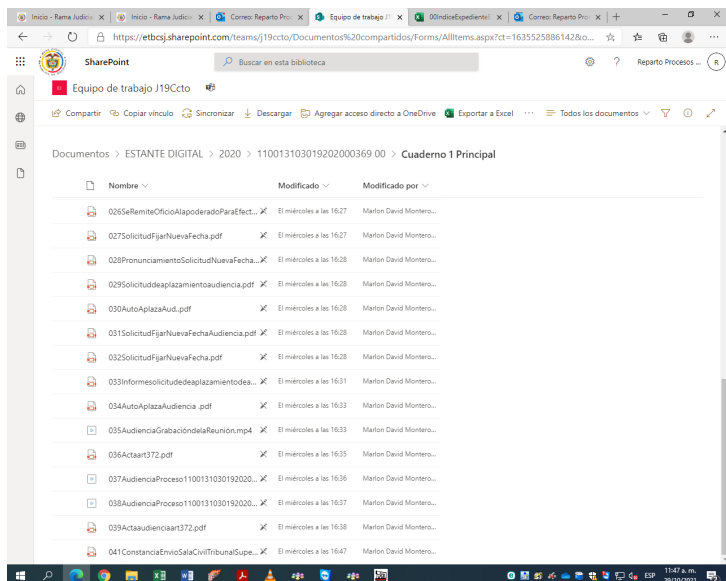 Inicio - Rama Judicia
Inicio - Rama Judicial
Correo: Reparto Pro
Equipo de trabajo J1
00IndiceExpedienteE
Correo: Reparto Pro
https://etbcsj.sharepoint.com/teams/j19ccto/Documentos%20compartidos/Forms/AllItems.aspx?ct=1635525886142&o...
SharePoint
Buscar en esta biblioteca
Reparto Procesos ...
R
Equipo de trabajo J19Ccto
Compartir Copiar vínculo Sincronizar Descargar Agregar acceso directo a OneDrive Exportar a Excel ... Todos los documentos
Documentos > ESTANTE DIGITAL > 2020 > 110013103019202000369 00 > Cuaderno 1 Principal
Nombre Modificado Modificado por
026SeRemiteOficioAlapoderadoParaEfect... El miércoles a las 16:27 Marlon David Montero...
027SolicitudFijarNuevaFecha.pdf El miércoles a las 16:27 Marlon David Montero...
028PronunciamientoSolicitudNuevaFecha... El miércoles a las 16:28 Marlon David Montero...
029Solicituddeaplazamientoaudiencia.pdf El miércoles a las 16:28 Marlon David Montero...
030AutoAplazaAud..pdf El miércoles a las 16:28 Marlon David Montero...
031SolicitudFijarNuevaFechaAudiencia.pdf El miércoles a las 16:28 Marlon David Montero...
032SolicitudFijarNuevaFecha.pdf El miércoles a las 16:28 Marlon David Montero...
033Informesolicitudedeaplazamientodea... El miércoles a las 16:31 Marlon David Montero...
034AutoAplazaAudiencia .pdf El miércoles a las 16:33 Marlon David Montero...
035AudienciaGrabacióndelaReunión.mp4 El miércoles a las 16:33 Marlon David Montero...
036Actaart372.pdf El miércoles a las 16:35 Marlon David Montero...
037AudienciaProceso1100131030192020... El miércoles a las 16:36 Marlon David Montero...
038AudienciaProceso1100131030192020... El miércoles a las 16:37 Marlon David Montero...
039Actaaudienciaart372.pdf El miércoles a las 16:38 Marlon David Montero...
041ConstanciaEnvioSalaCivilTribunalSupe... El miércoles a las 16:47 Marlon David Montero...
ESP
11:47 a. m.
29/10/2021